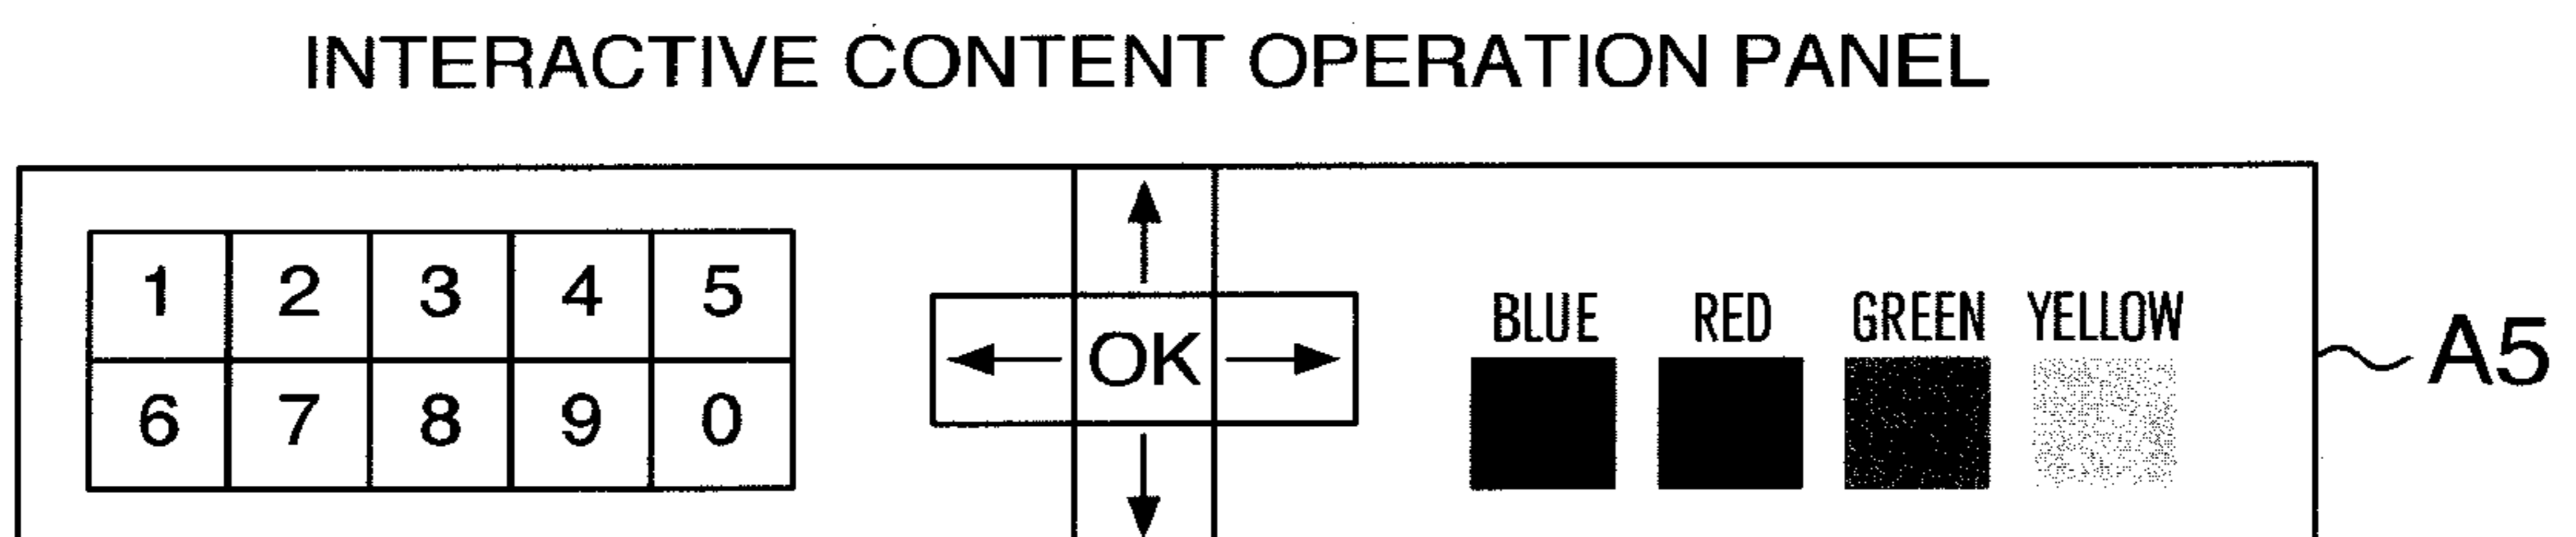 INTERACTIVE CONTENT OPERATION PANEL
1 2 3 4 5
6 7 8 9 0
OK
BLUE RED GREEN YELLOW
A5